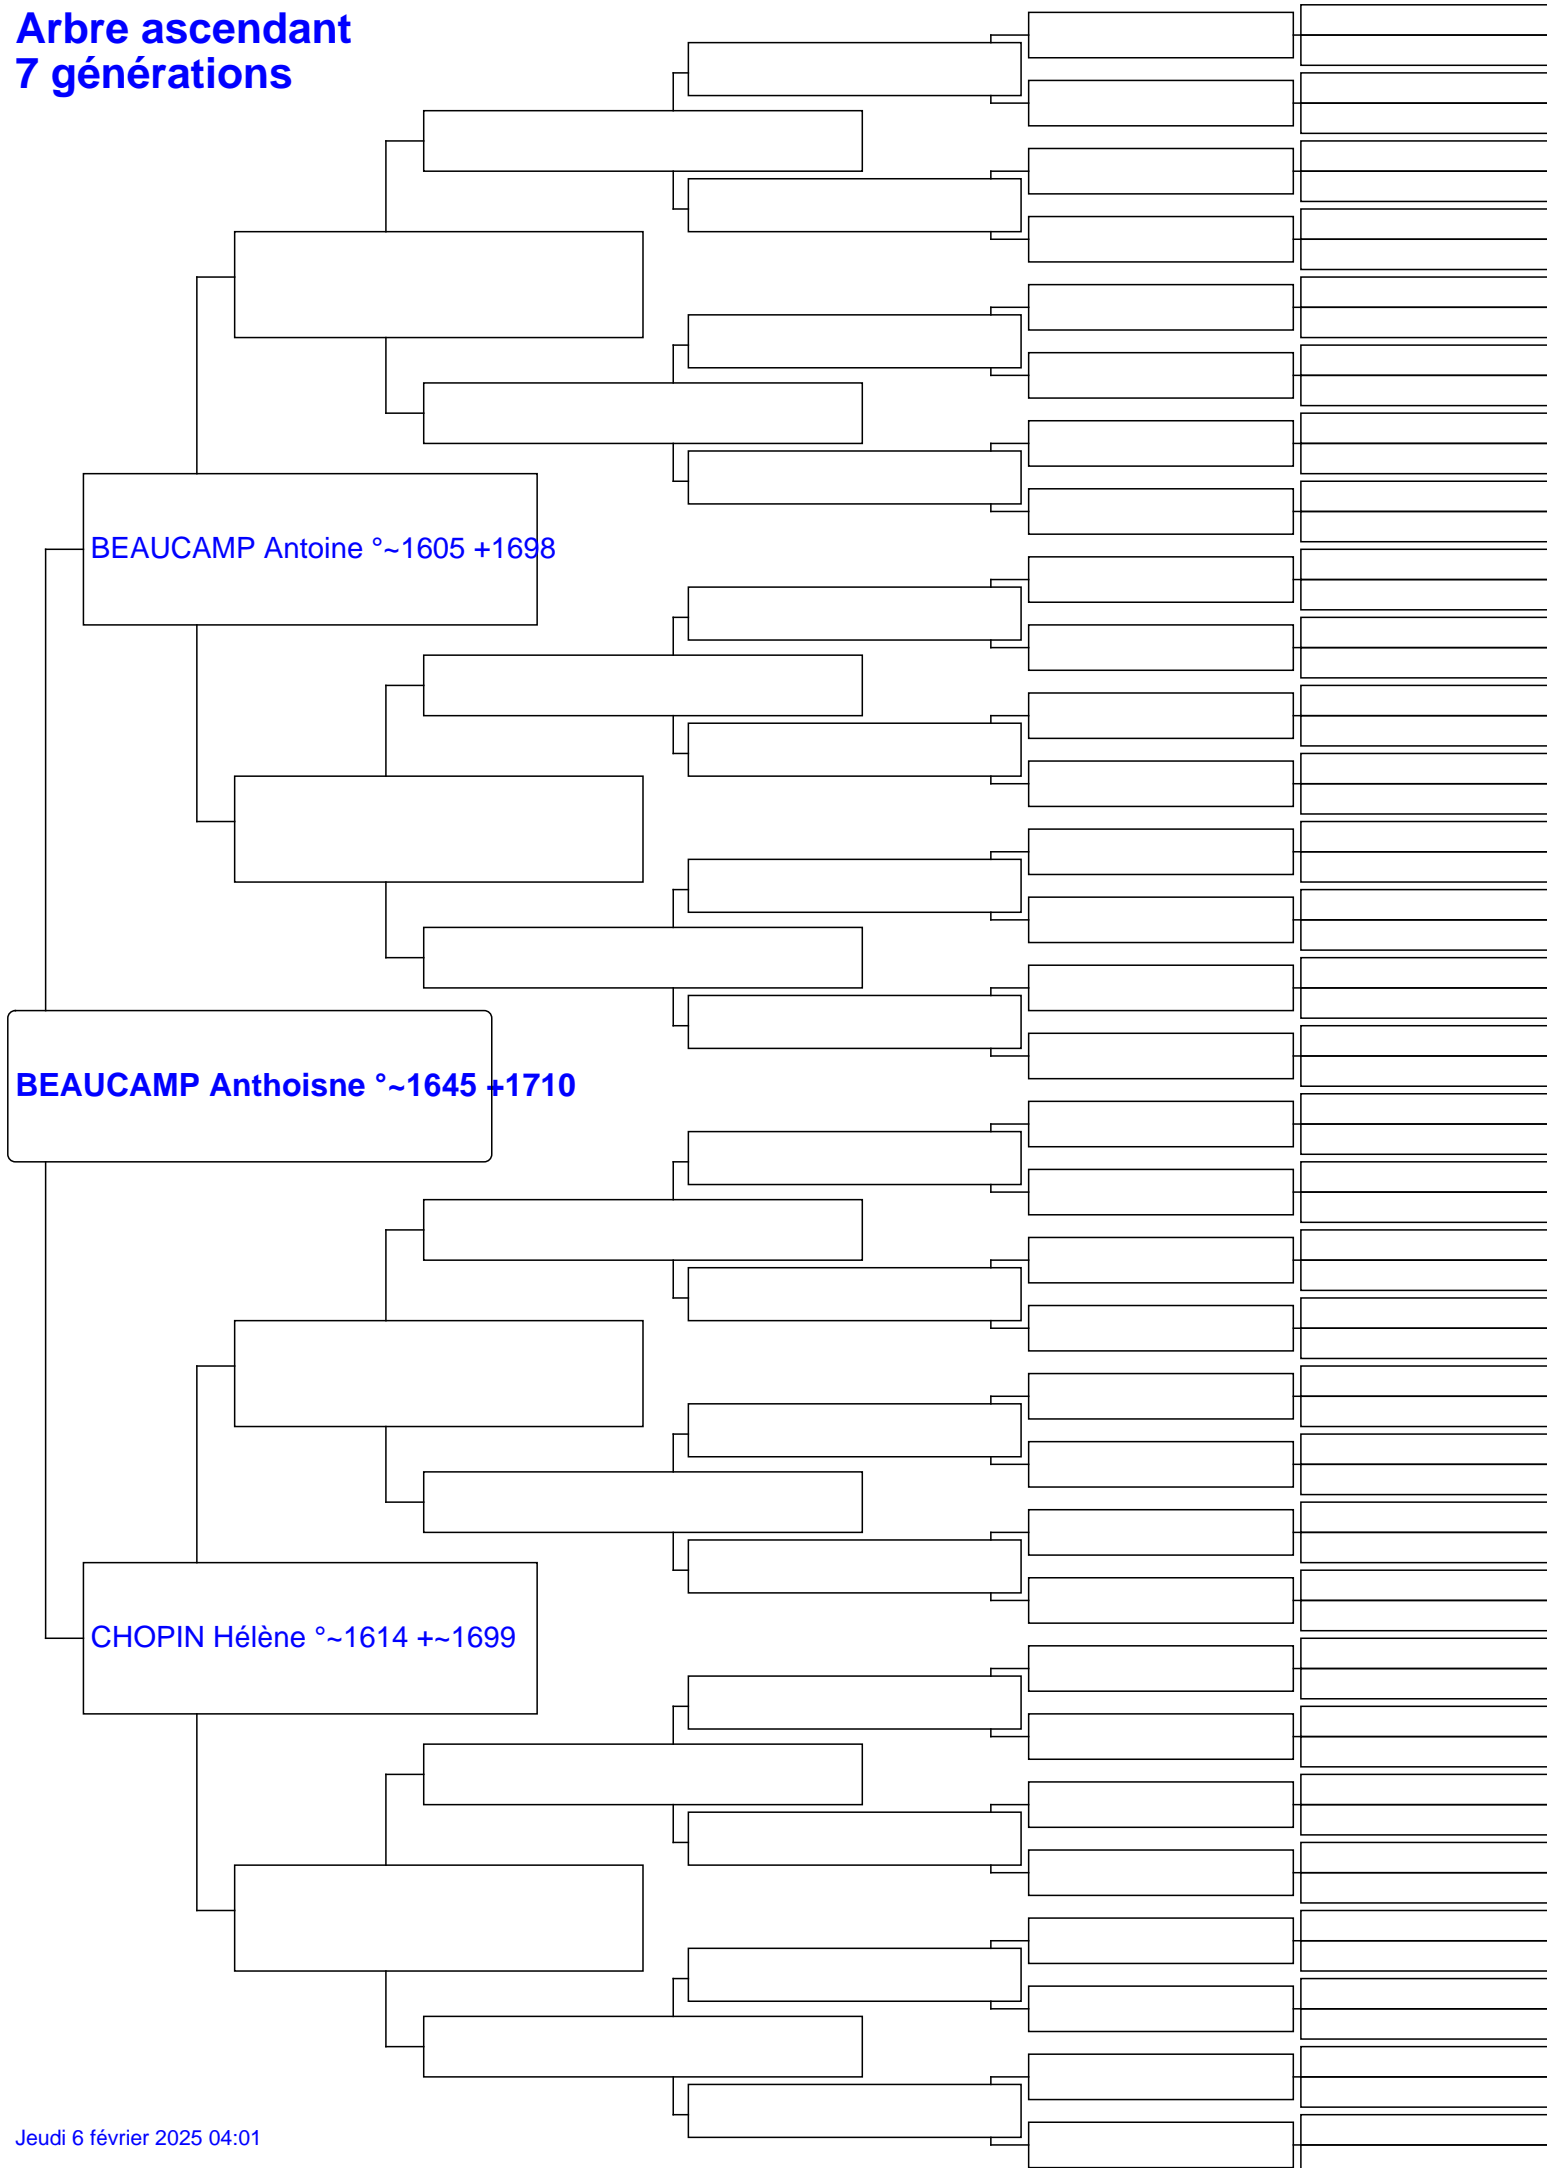 Arbre ascendant
7 générations
BEAUCAMP Antoine °~1605 +1698
BEAUCAMP Anthoisne °~1645 +1710
CHOPIN Hélène °~1614 +~1699
Jeudi 6 février 2025 04:01